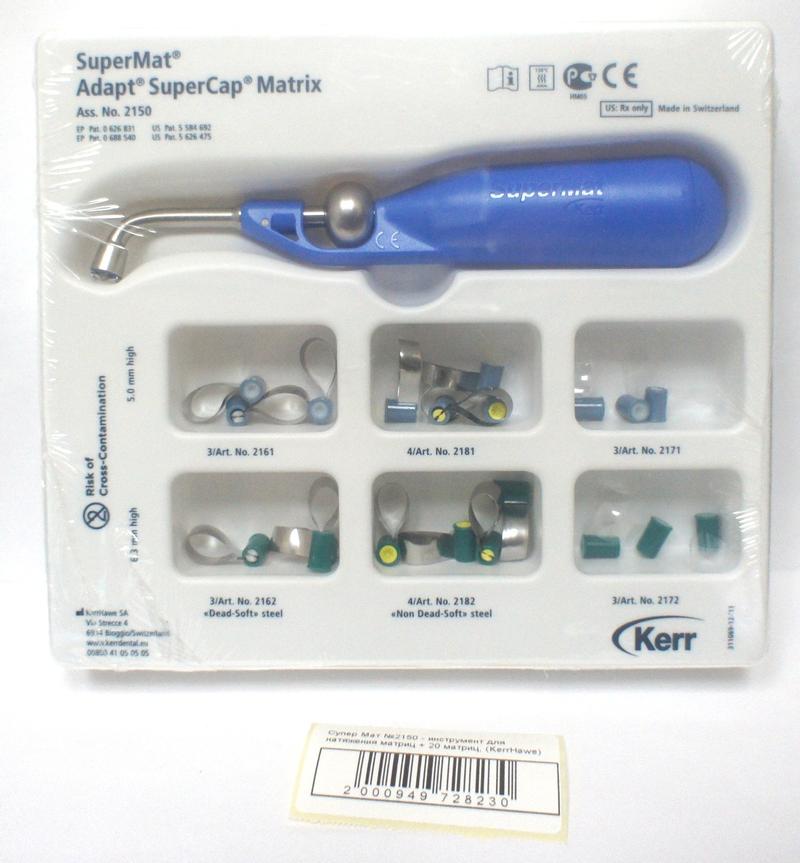 SuperMat®
Adapt® SuperCap® Matrix
Ass. No. 2150
EP Pat. 0 626 831 US Pat. 5 584 692
EP Pat. 0 688 540 US Pat. 5 626 475
HM05
US: Rx only Made in Switzerland
SuperMat
Kerr
CE
5.0 mm high
Risk of
Cross-Contamination
6.3 mm high
3/Art. No. 2161
4/Art. No. 2181
3/Art. No. 2171
3/Art. No. 2162
«Dead-Soft» steel
4/Art. No. 2182
«Non Dead-Soft» steel
3/Art. No. 2172
KerrHawe SA
Via Strecce 4
6934 Bioggio/Switzerland
www.kerrdental.eu
00800 41 05 05 05
Kerr
Супер Мат №2150 - инструмент для
натяжения матриц + 20 матриц, (KerrHawe)
2 000949 728230